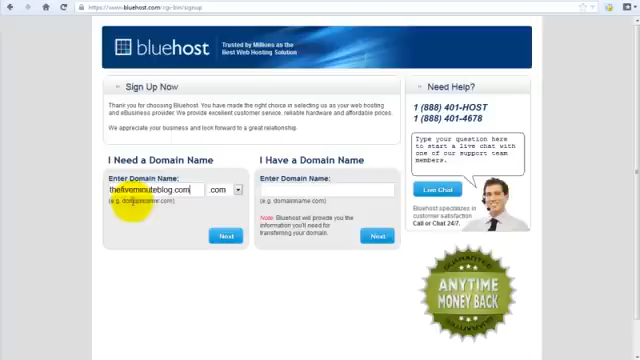 https://www.bluehost.com/cgi-bin/signup
bluehost
Trusted by Millions as the
Best Web Hosting Solution
Sign Up Now
Thank you for choosing Bluehost. You have made the right choice in selecting us as your web hosting
and eBusiness provider. We provide excellent customer service, reliable hardware and affordable prices.
We appreciate your business and look forward to a great relationship.
I Need a Domain Name
Enter Domain Name:
thefiveminuteblog.com
.com
(e.g. domainname.com)
Next
I Have a Domain Name
Enter Domain Name:
(e.g. domainname.com)
Note: Bluehost will provide you the
information you'll need for
transferring your domain.
Next
Need Help?
1 (888) 401-HOST
1 (888) 401-4678
Type your question here
to start a live chat with
one of our support team
members.
Live Chat
Bluehost specializes in
customer satisfaction
Call or Chat 24/7.
GUARANTEE
ANYTIME
MONEY BACK
GUARANTEE